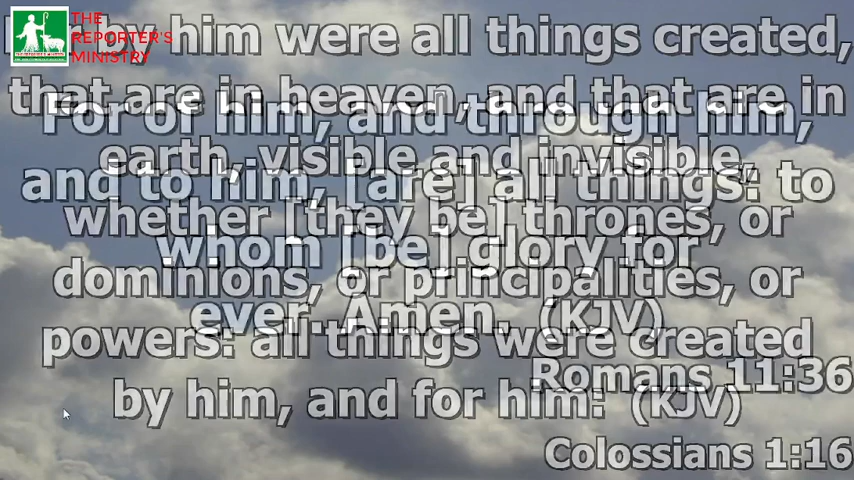 THE
REPORTER'S
MINISTRY
by him were all things created,
that are in heaven, and that are in
earth, visible and invisible,
whether [they be] thrones, or
dominions, or principalities, or
powers: all things were created
by him, and for him: (KJV)
Colossians 1:16
For of him, and through him,
and to him, [are] all things: to
whom [be] glory for
ever. Amen. (KJV)
Romans 11:36